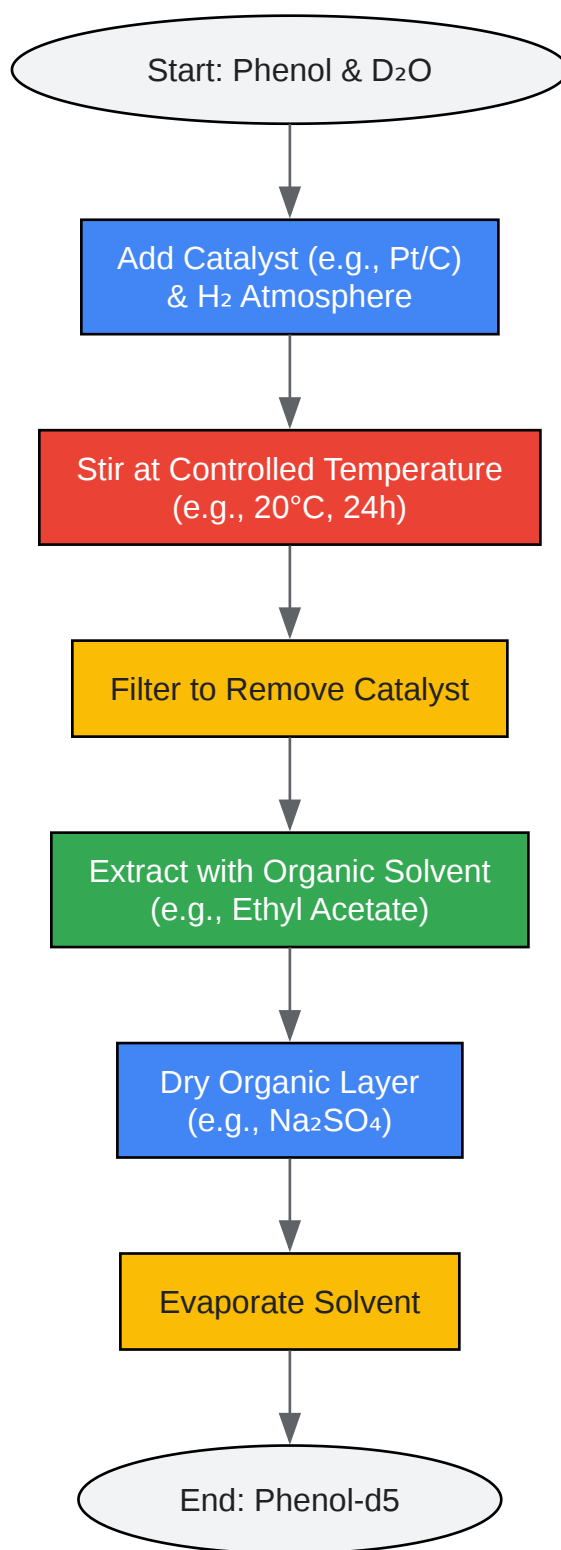 Start: Phenol & D₂O
Add Catalyst (e.g., Pt/C)
& H₂ Atmosphere
Stir at Controlled Temperature
(e.g., 20°C, 24h)
Filter to Remove Catalyst
Extract with Organic Solvent
(e.g., Ethyl Acetate)
Dry Organic Layer
(e.g., Na₂SO₄)
Evaporate Solvent
End: Phenol-d5